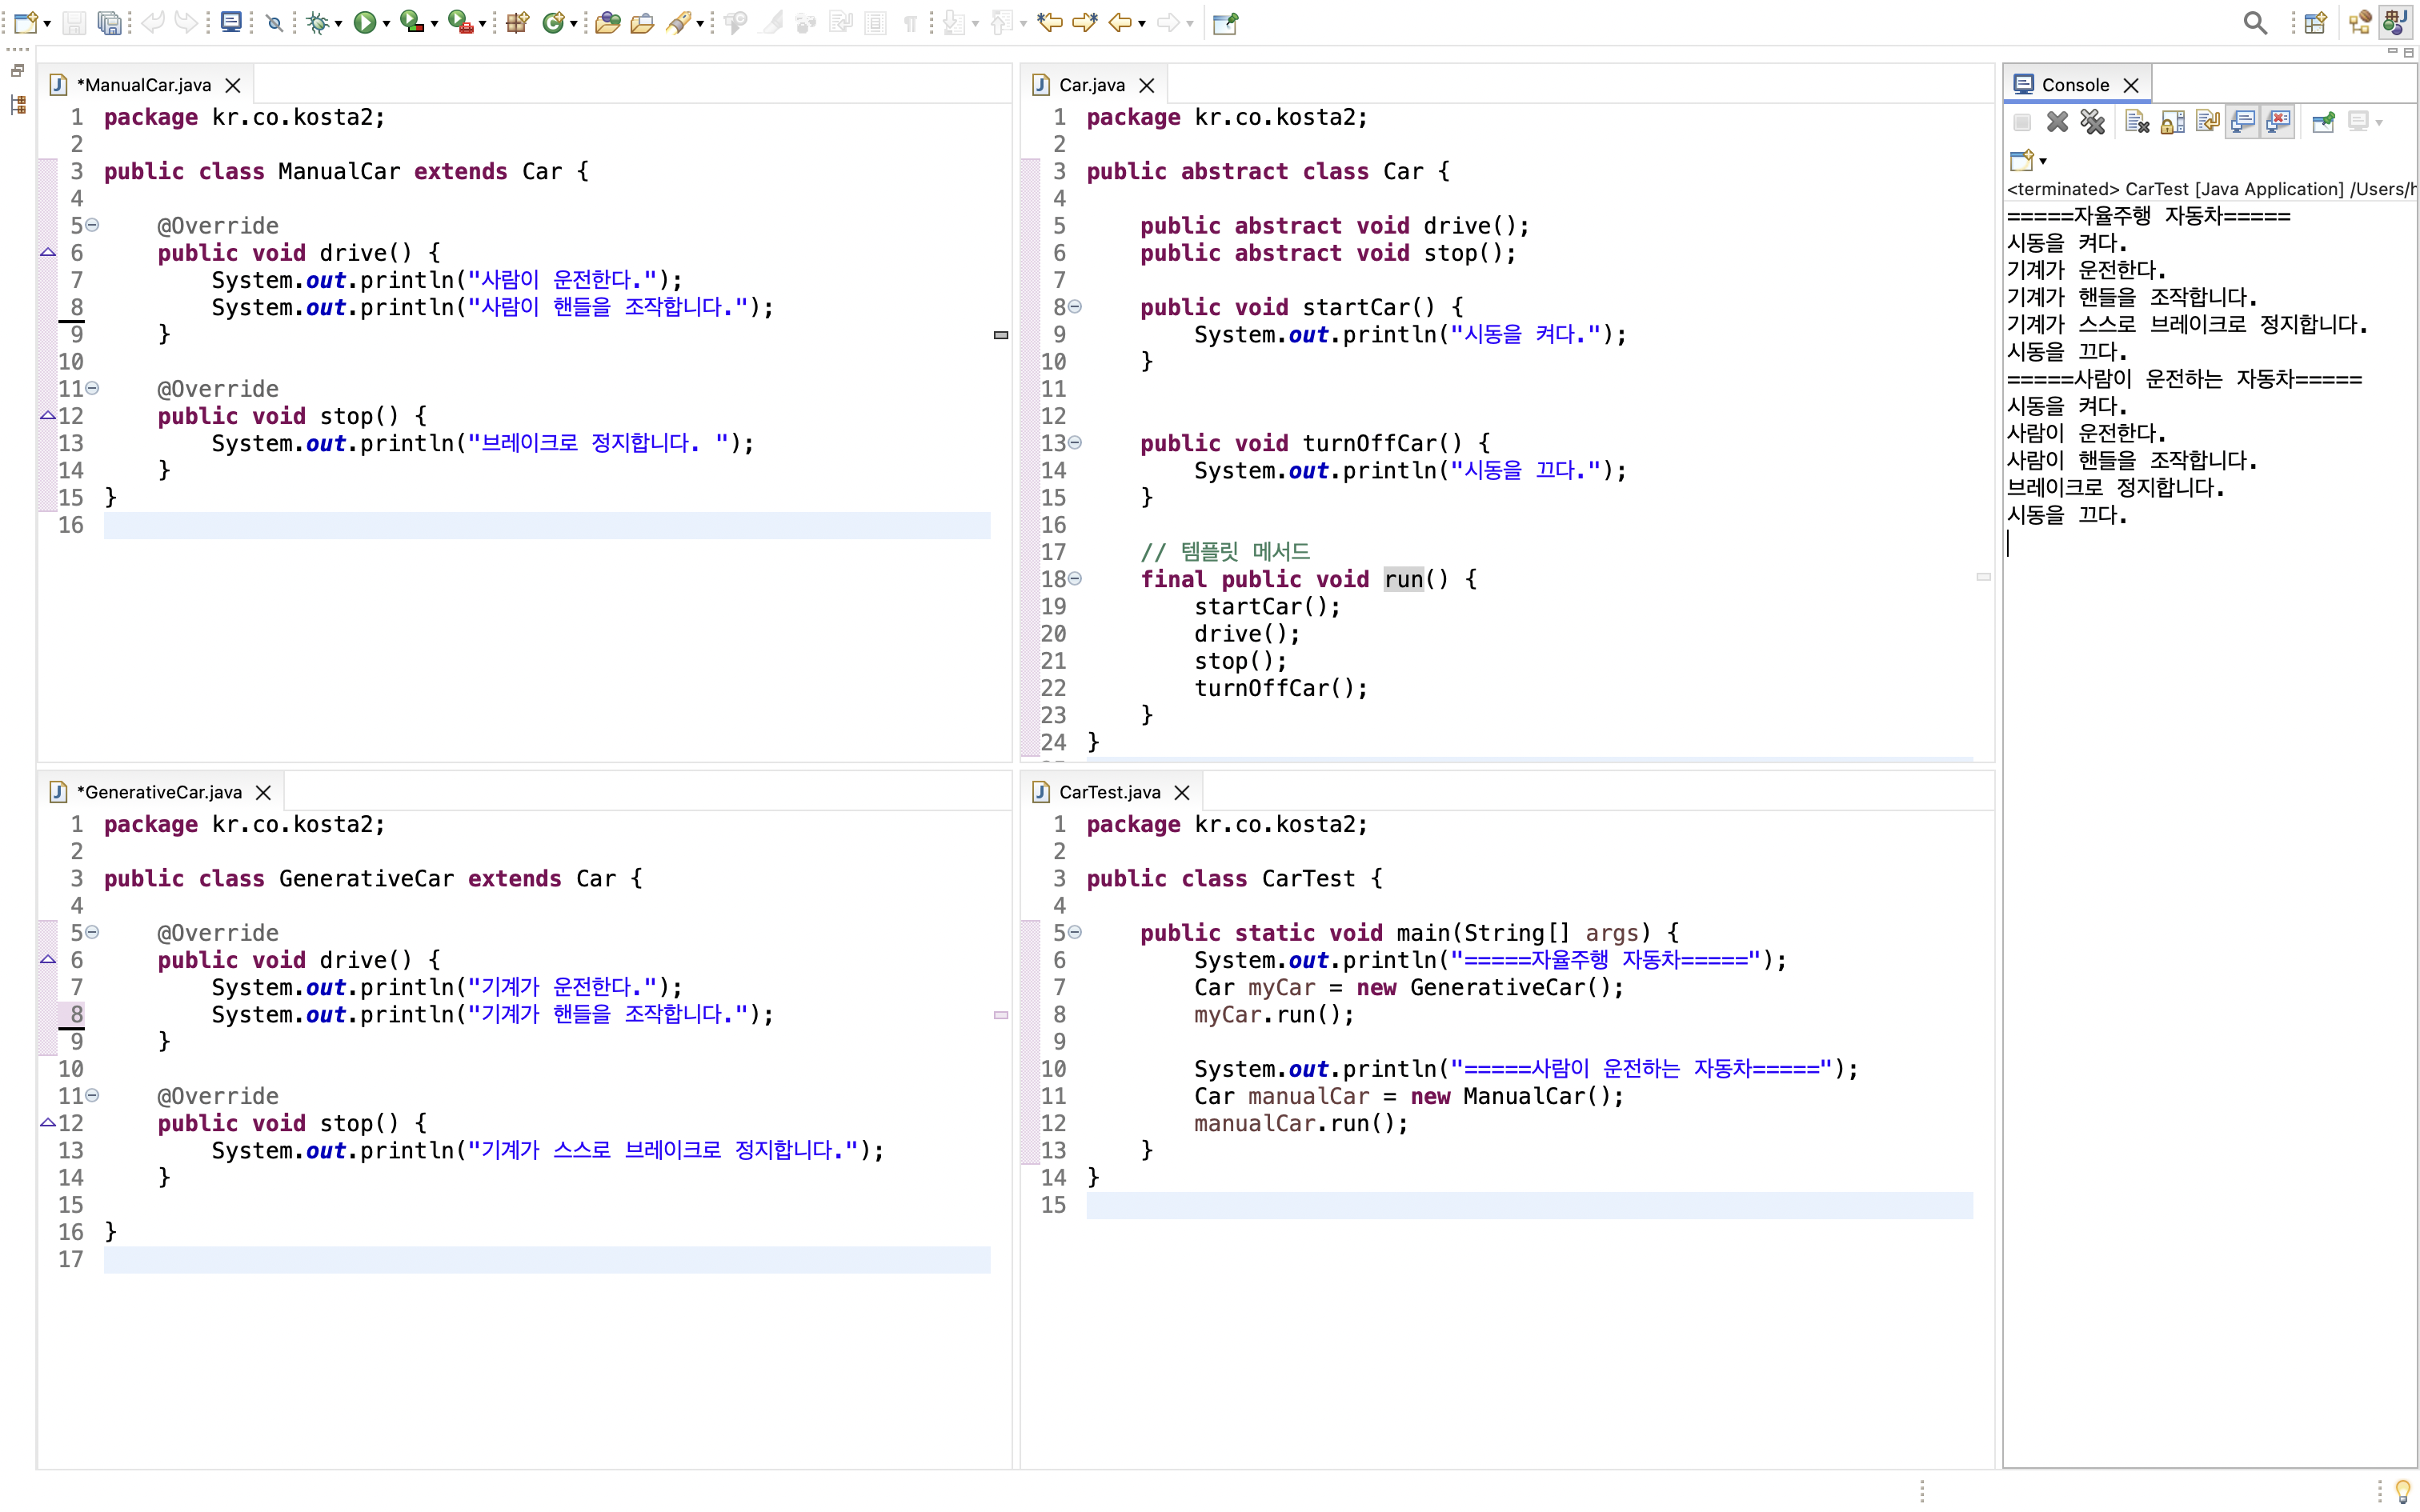 *ManualCar.java
1 package kr.co.kosta2;
2
3 public class ManualCar extends Car {
4
5 @Override
6 public void drive() {
7 System.out.println("사람이 운전한다.");
8 System.out.println("사람이 핸들을 조작합니다.");
9 }
10
11 @Override
12 public void stop() {
13 System.out.println("브레이크로 정지합니다. ");
14 }
15 }
16
Car.java
1 package kr.co.kosta2;
2
3 public abstract class Car {
4
5 public abstract void drive();
6 public abstract void stop();
7
8 public void startCar() {
9 System.out.println("시동을 켜다.");
10 }
11
12
13 public void turnOffCar() {
14 System.out.println("시동을 끄다.");
15 }
16
17 // 템플릿 메서드
18 final public void run() {
19 startCar();
20 drive();
21 stop();
22 turnOffCar();
23 }
24 }
*GenerativeCar.java
1 package kr.co.kosta2;
2
3 public class GenerativeCar extends Car {
4
5 @Override
6 public void drive() {
7 System.out.println("기계가 운전한다.");
8 System.out.println("기계가 핸들을 조작합니다.");
9 }
10
11 @Override
12 public void stop() {
13 System.out.println("기계가 스스로 브레이크로 정지합니다.");
14 }
15
16 }
17
CarTest.java
1 package kr.co.kosta2;
2
3 public class CarTest {
4
5 public static void main(String[] args) {
6 System.out.println("=====자율주행 자동차=====");
7 Car myCar = new GenerativeCar();
8 myCar.run();
9
10 System.out.println("=====사람이 운전하는 자동차=====");
11 Car manualCar = new ManualCar();
12 manualCar.run();
13 }
14 }
15
Console
<terminated> CarTest [Java Application] /Users/h
=====자율주행 자동차=====
시동을 켜다.
기계가 운전한다.
기계가 핸들을 조작합니다.
기계가 스스로 브레이크로 정지합니다.
시동을 끄다.
=====사람이 운전하는 자동차=====
시동을 켜다.
사람이 운전한다.
사람이 핸들을 조작합니다.
브레이크로 정지합니다.
시동을 끄다.